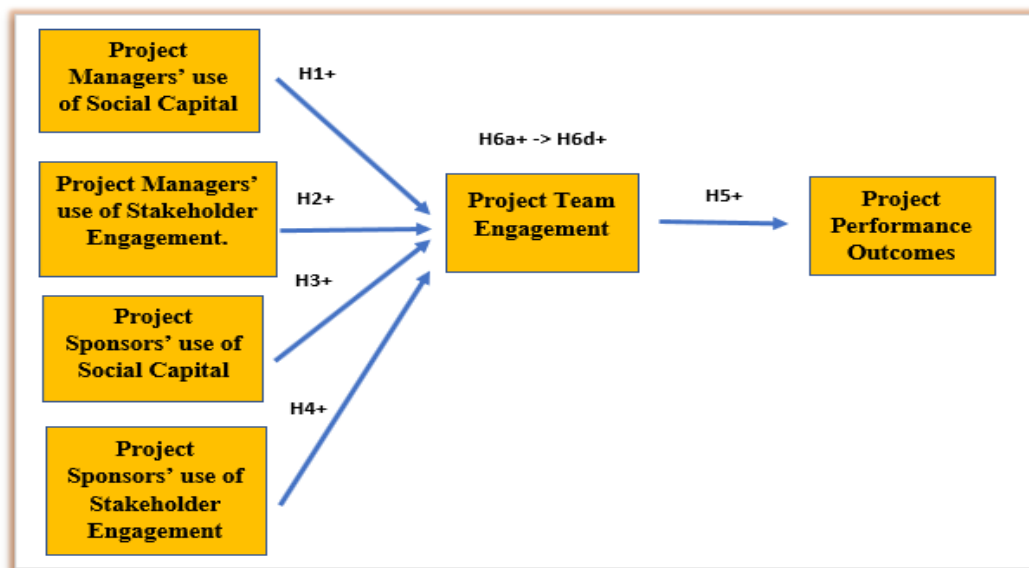 Project
Managers’ use
of Social Capital
H1+
Project Managers’
use of Stakeholder
Engagement.
H2+
Project
Sponsors’ use of
Social Capital
H3+
Project
Sponsors’ use of
Stakeholder
Engagement
H4+
H6a+ -> H6d+
Project Team
Engagement
H5+
Project
Performance
Outcomes